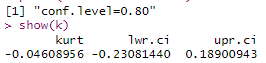 [1] "conf.level=0.80"
> show(k)
kurt lwr.ci upr.ci
-0.04608956 -0.23081440 0.18900943